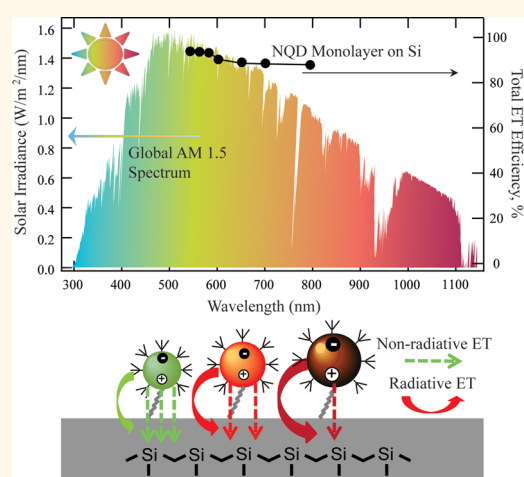 1.6
1.4
1.2
1.0
0.8
0.6
0.4
0.2
0.0
Solar Irradiance (W/m²/nm)
NQD Monolayer on Si
Global AM 1.5
Spectrum
100
80
60
40
20
0
Total ET Efficiency, %
300 400 500 600 700 800 900 1000 1100
Wavelength (nm)
Non-radiative ET
Radiative ET
- - -
+ + +
Si Si Si Si Si Si